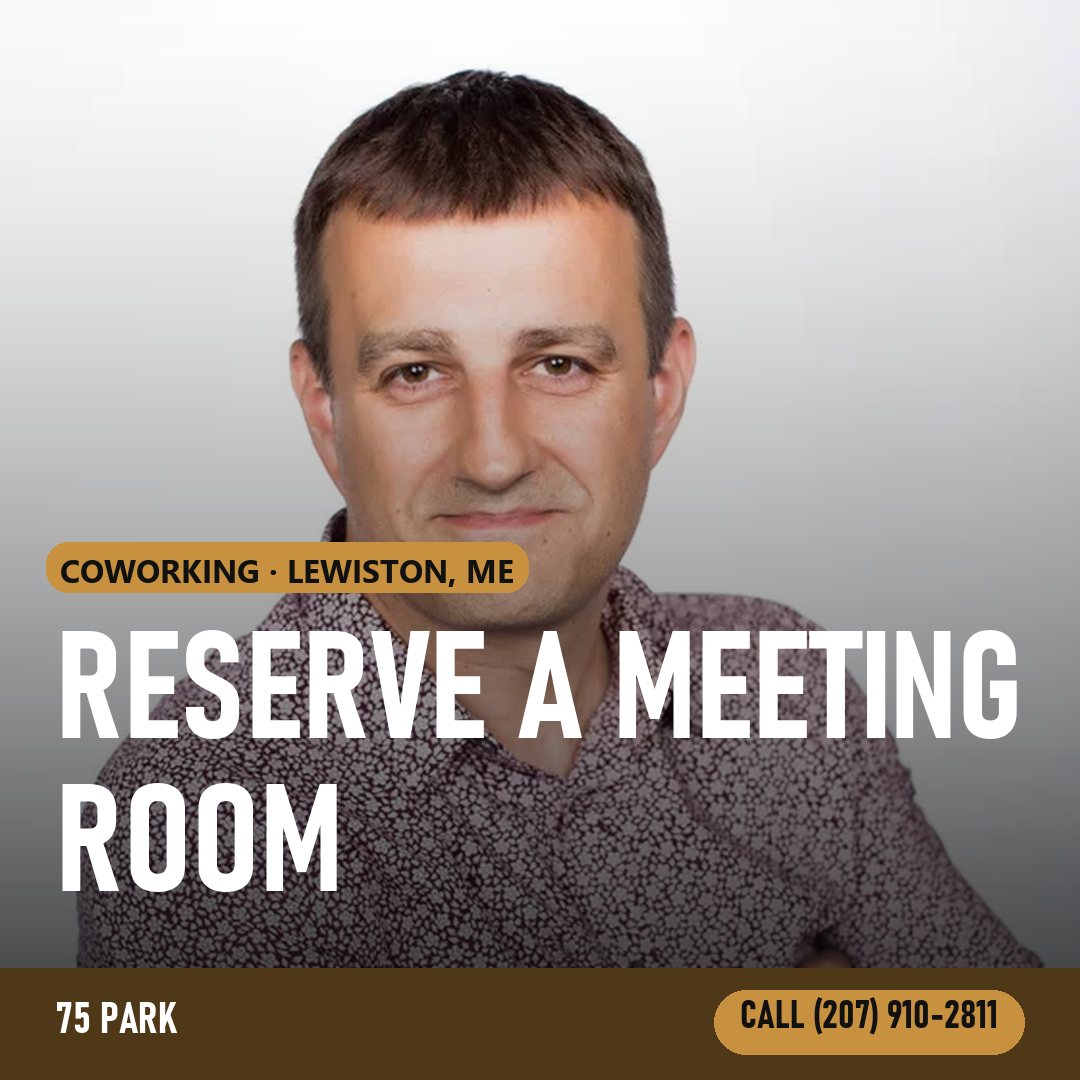 COWORKING · LEWISTON, ME
RESERVE A MEETING
ROOM
75 PARK
CALL (207) 910-2811